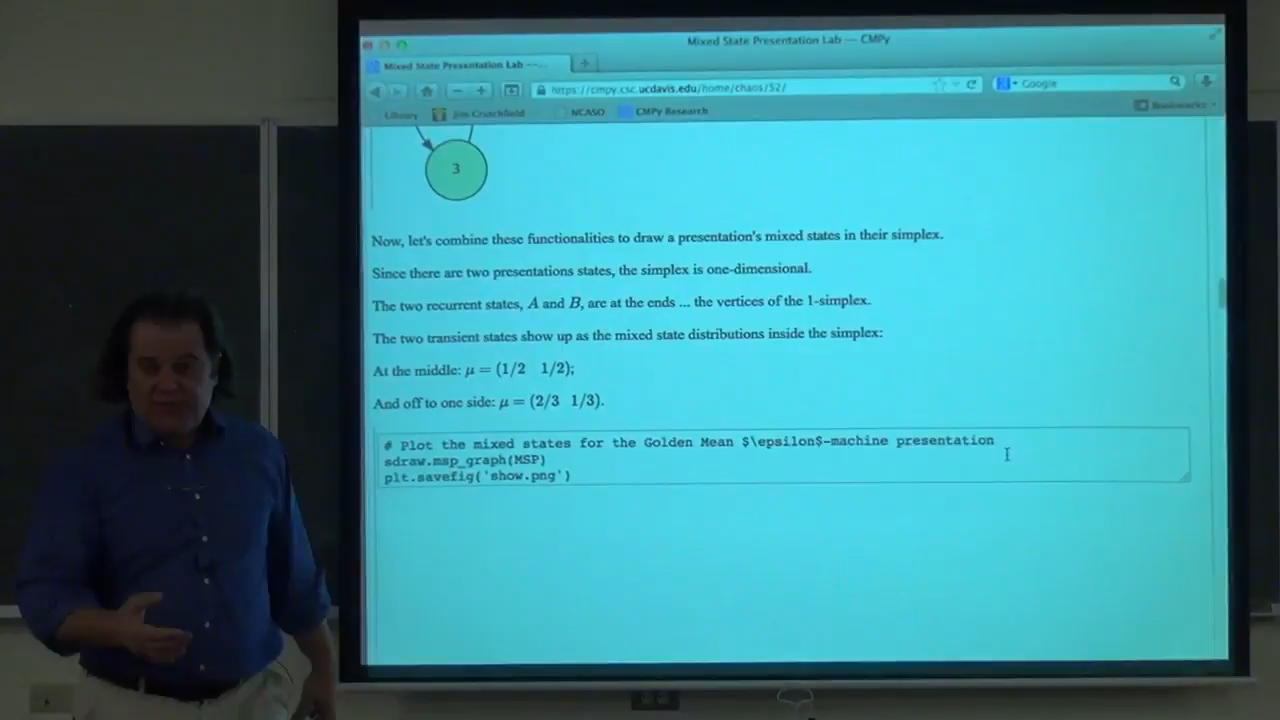 Mixed State Presentation Lab — CMPy
Mixed State Presentation Lab —...
https://cmpy.csc.ucdavis.edu/home/chaos/52/
Google
Library
Jim Crutchfield
NCASO
CMPy Research
Bookmarks
3
Now, let's combine these functionalities to draw a presentation's mixed states in their simplex.
Since there are two presentations states, the simplex is one-dimensional.
The two recurrent states, A and B, are at the ends ... the vertices of the 1-simplex.
The two transient states show up as the mixed state distributions inside the simplex:
At the middle: μ = (1/2 1/2);
And off to one side: μ = (2/3 1/3).
# Plot the mixed states for the Golden Mean $\epsilon$-machine presentation
sdraw.msp_graph(MSP)
plt.savefig('show.png')